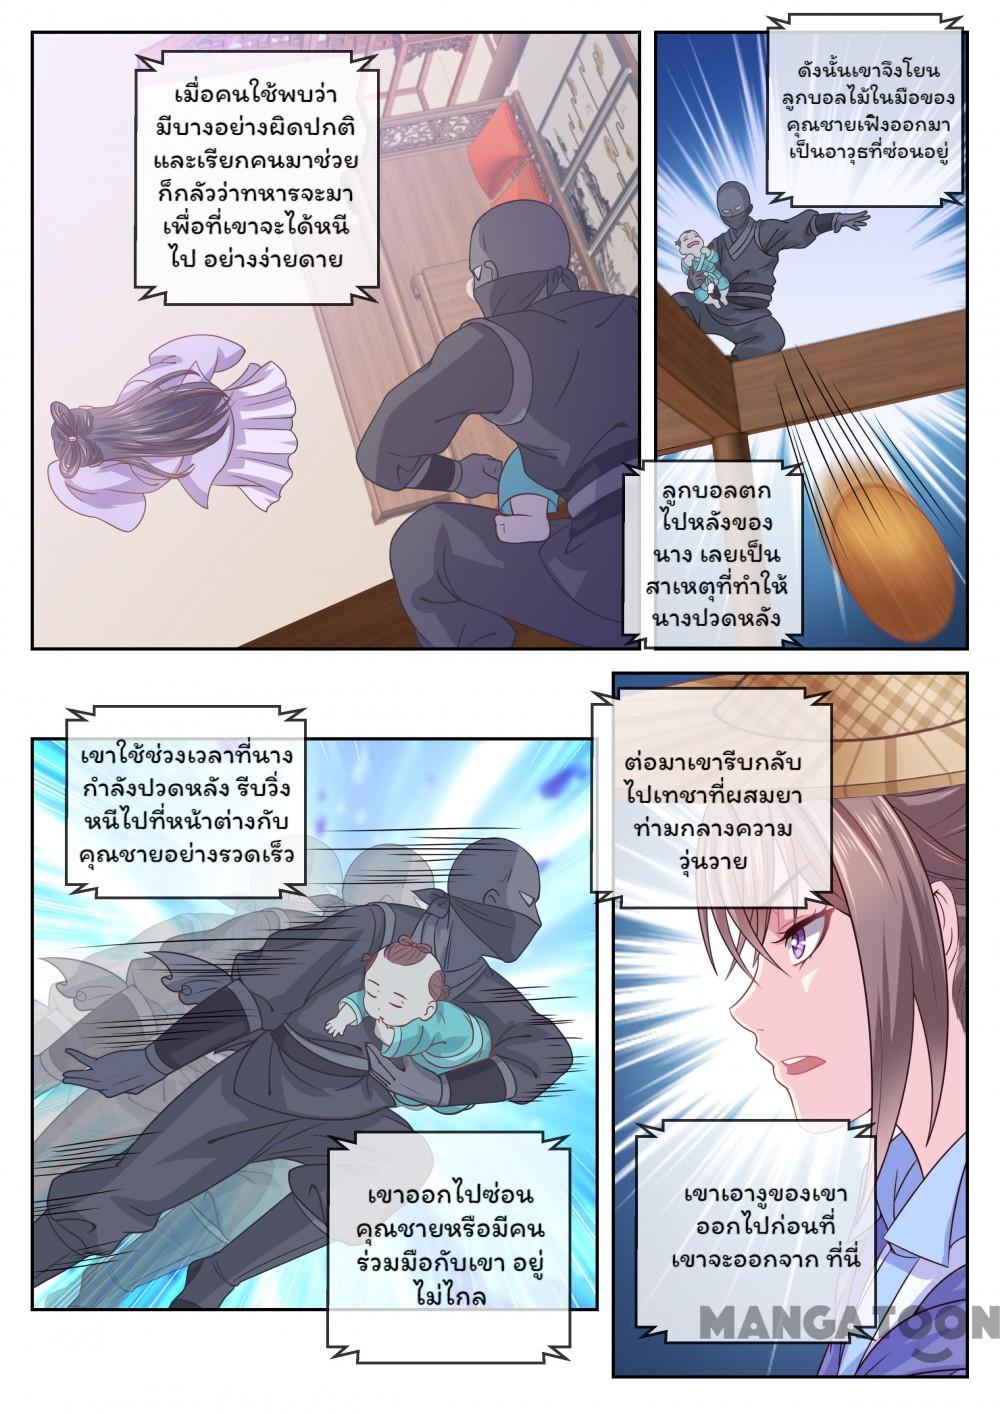 เมื่อคนใช้พบว่า
มีบางอย่างผิดปกติ
และเรียกคนมาช่วย
ก็กลัวว่าทหารจะมา
เพื่อที่เขาจะได้หนี
ไป อย่างง่ายดาย
ดังนั้นเขาจึงโยน
ลูกบอลไม้ในมือของ
คุณชายเฟิงออกมา
เป็นอาวุธที่ซ่อนอยู่
ลูกบอลตก
ไปหลังของ
นาง เลยเป็น
สาเหตุที่ทำให้
นางปวดหลัง
เขาใช้ช่วงเวลาที่นาง
กำลังปวดหลัง รีบวิ่ง
หนีไปที่หน้าต่างกับ
คุณชายอย่างรวดเร็ว
ต่อมาเขารีบกลับ
ไปเทชาที่ผสมยา
ท่ามกลางความ
วุ่นวาย
เขาออกไปซ่อน
คุณชายหรือมีคน
ร่วมมือกับเขา อยู่
ไม่ไกล
เขาเอางูของเขา
ออกไปก่อนที่
เขาจะออกจาก ที่นี่
MANGATOON